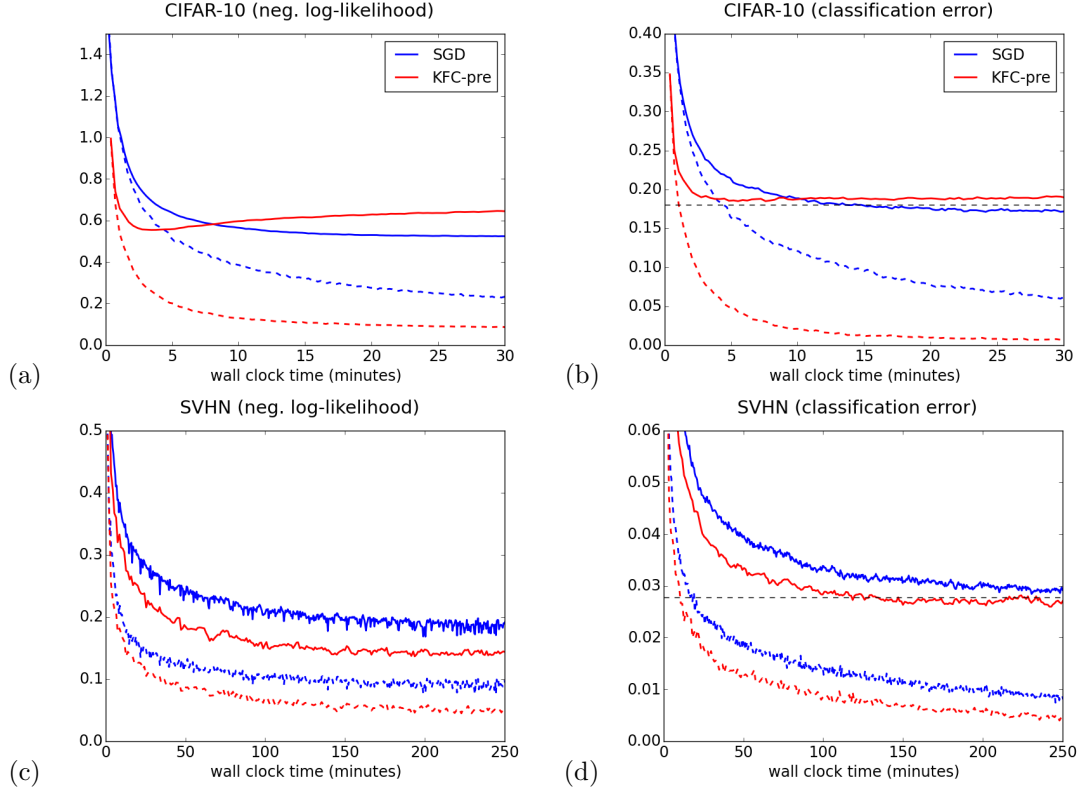 CIFAR-10 (neg. log-likelihood)
1.4
1.2
1.0
0.8
0.6
0.4
0.2
0.0
SGD
KFC-pre
0 5 10 15 20 25 30
wall clock time (minutes)
(a)
CIFAR-10 (classification error)
0.40
0.35
0.30
0.25
0.20
0.15
0.10
0.05
0.00
SGD
KFC-pre
0 5 10 15 20 25 30
wall clock time (minutes)
(b)
SVHN (neg. log-likelihood)
0.5
0.4
0.3
0.2
0.1
0.0
0 50 100 150 200 250
wall clock time (minutes)
(c)
SVHN (classification error)
0.06
0.05
0.04
0.03
0.02
0.01
0.00
0 50 100 150 200 250
wall clock time (minutes)
(d)